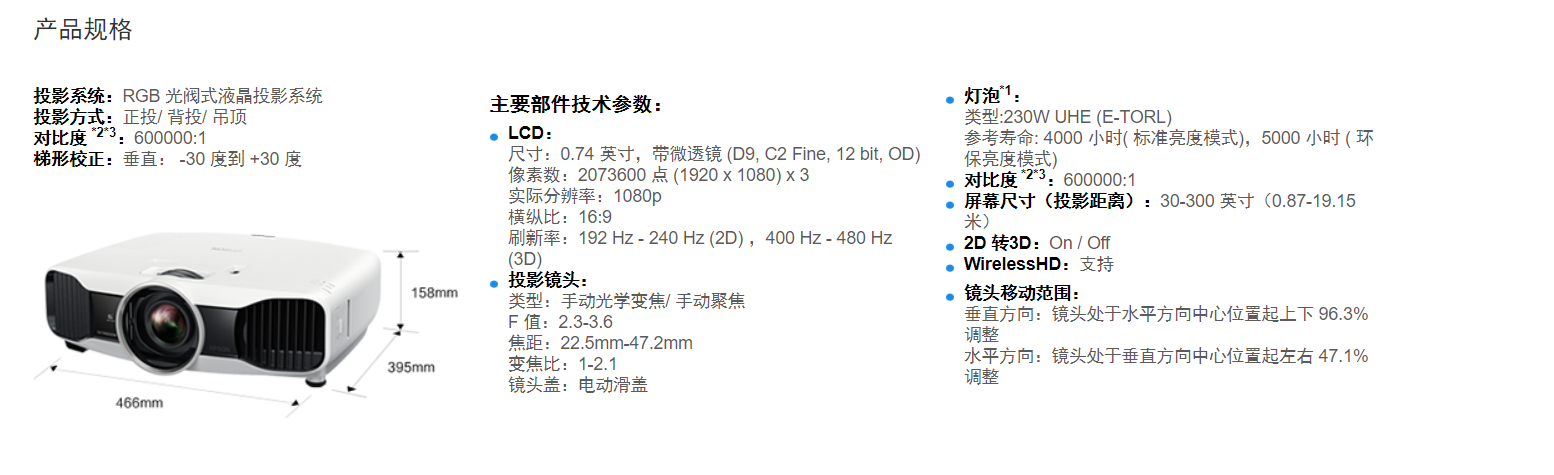 产品规格
投影系统：RGB 光阀式液晶投影系统
投影方式：正投/ 背投/ 吊顶
对比度 *2*3：600000:1
梯形校正：垂直： -30 度到 +30 度
158mm
395mm
466mm
主要部件技术参数：
LCD：
尺寸：0.74 英寸，带微透镜 (D9, C2 Fine, 12 bit, OD)
像素数：2073600 点 (1920 x 1080) x 3
实际分辨率：1080p
横纵比：16:9
刷新率：192 Hz - 240 Hz (2D) ，400 Hz - 480 Hz
(3D)
投影镜头：
类型：手动光学变焦/ 手动聚焦
F 值：2.3-3.6
焦距：22.5mm-47.2mm
变焦比：1-2.1
镜头盖：电动滑盖
灯泡*1：
类型:230W UHE (E-TORL)
参考寿命: 4000 小时( 标准亮度模式)，5000 小时 ( 环
保亮度模式)
对比度 *2*3：600000:1
屏幕尺寸（投影距离）：30-300 英寸（0.87-19.15
米）
2D 转3D：On / Off
WirelessHD：支持
镜头移动范围：
垂直方向：镜头处于水平方向中心位置起上下 96.3%
调整
水平方向：镜头处于垂直方向中心位置起左右 47.1%
调整